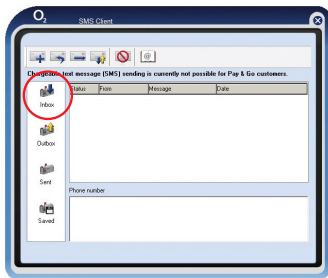 O2 SMS Client
@
Chargeable text message (SMS) sending is currently not possible for Pay & Go customers.
Status From Message Date
Inbox
Outbox
Sent
Saved
Phone number